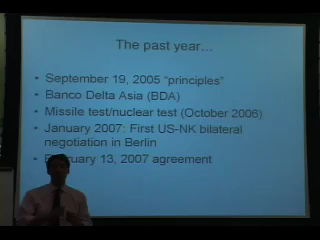 The past year...
• September 19, 2005 "principles"
• Banco Delta Asia (BDA)
• Missile test/nuclear test (October 2006)
• January 2007: First US-NK bilateral
negotiation in Berlin
• February 13, 2007 agreement